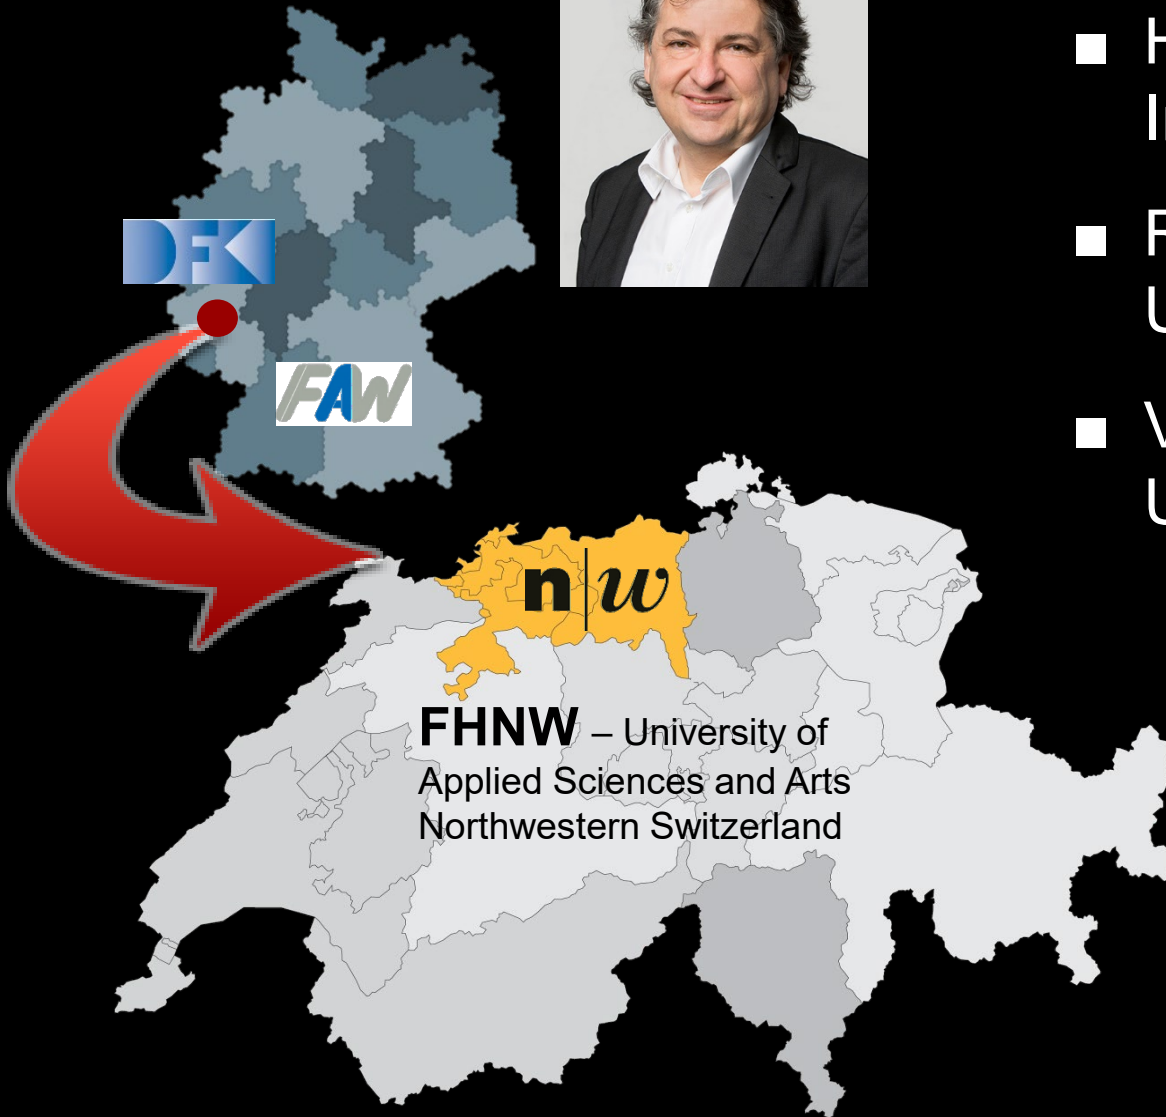 H
I
DFKI
F
U
FAW
V
U
n|w
FHNW – University of
Applied Sciences and Arts
Northwestern Switzerland